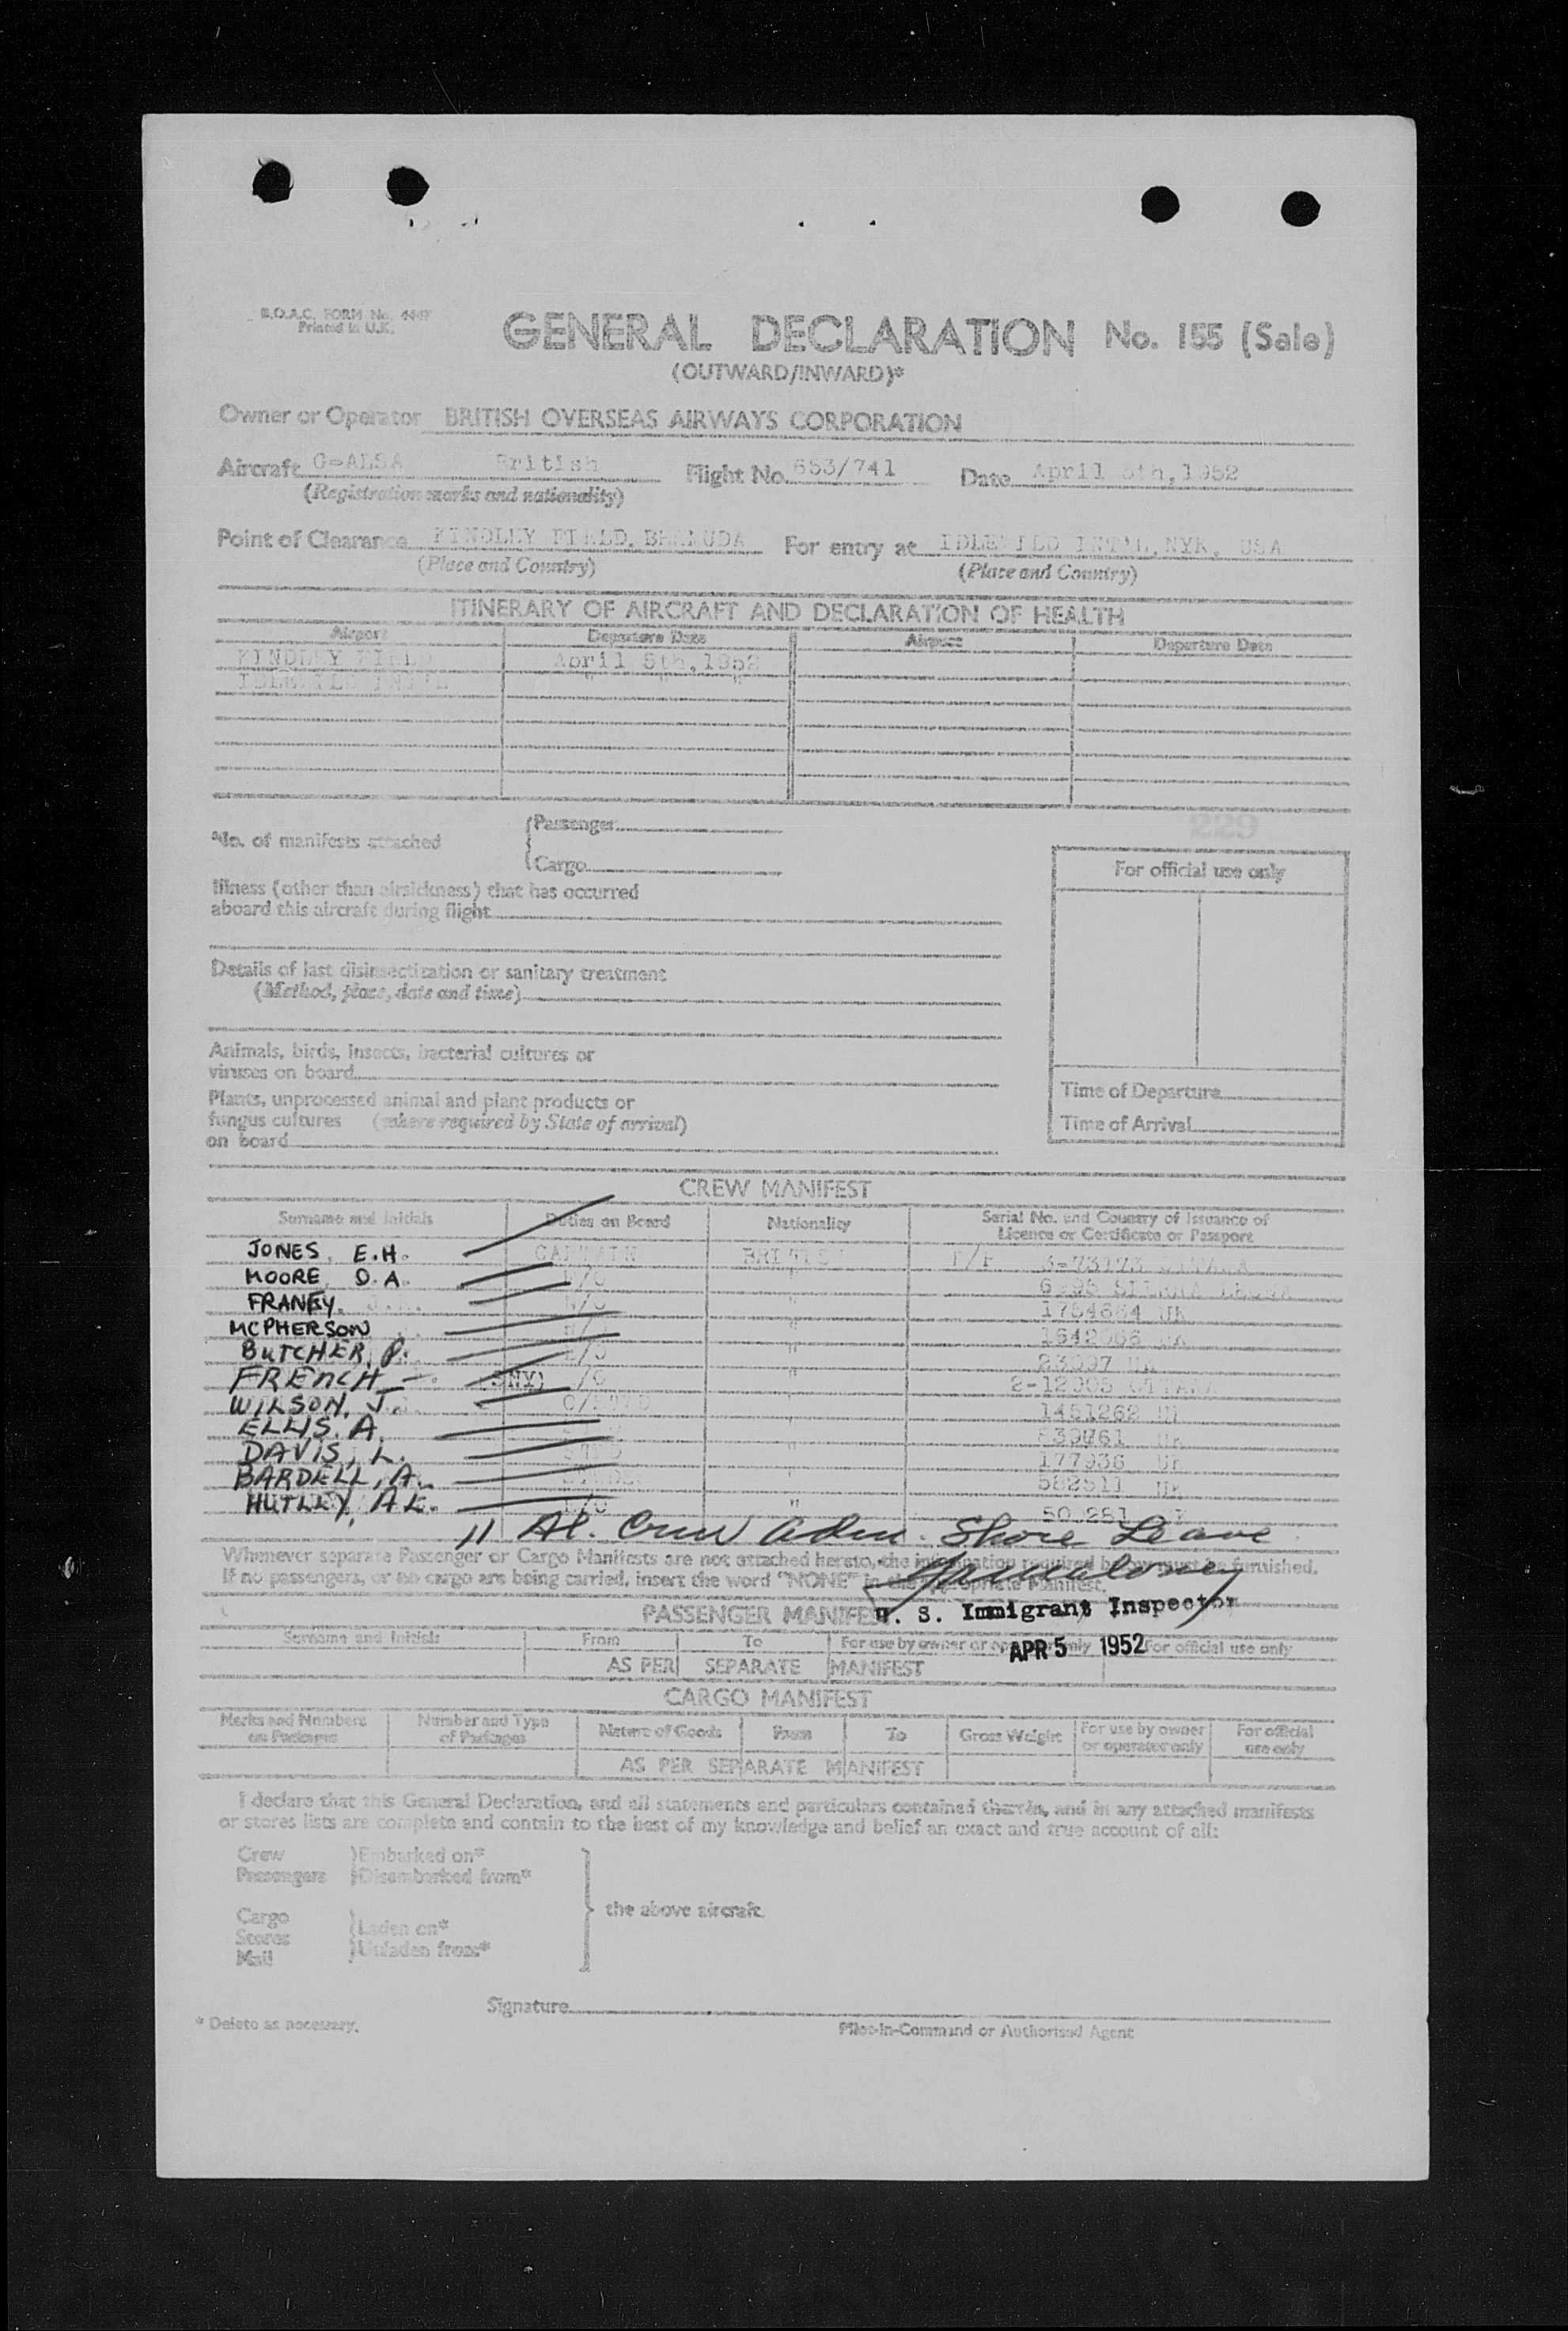 B.O.A.C. FORM No.
Printed in U.K.
GENERAL DECLARATION No. 155 (Sale)
(OUTWARD/INWARD)*
Owner or Operator BRITISH OVERSEAS AIRWAYS CORPORATION
Aircraft G-ALSA British Flight No. 653/741 Date April 5th, 1952
(Registration marks and nationality)
Point of Clearance KINDLEY FIELD, BERMUDA For entry at IDLEWILD INT'L, NYK, USA
(Place and Country) (Place and Country)
ITINERARY OF AIRCRAFT AND DECLARATION OF HEALTH
Airport Departure Date Airport Departure Date
KINDLEY FIELD April 5th, 1952
IDLEWILD INT'L " " "
229
*No. of manifests attached
Passenger
Cargo
For official use only
Illness (other than airsickness) that has occurred
aboard this aircraft during flight
Details of last disinsectization or sanitary treatment
(Method, place, date and time)
Animals, birds, insects, bacterial cultures or
viruses on board
Plants, unprocessed animal and plant products or
fungus cultures (where required by State of arrival)
on board
Time of Departure
Time of Arrival
CREW MANIFEST
Surname and Initials Duties on Board Nationality Serial No. and Country of Issuance of
Licence or Certificate or Passport
JONES, E.H. CAPTAIN BRITISH
MOORE, D.A. "
FRANEY. N/O " 1754664 UK
MCPHERSON " 1642066 UK
BUTCHER, P. E/O " 23097 UK
FRENCH "
WILSON, J. " 1451262 UK
ELLIS. A. UK
DAVIS, L. " 177936 UK
BARDELL, A. " 582511 UK
HUTLEY, A.E. "
11 Al. Crew Adm. Shore Leave
Whenever separate Passenger or Cargo Manifests are not attached hereto, the information required below must be furnished.
If no passengers, or no cargo are being carried, insert the word "NONE" in the appropriate Manifest.
PASSENGER MANIFEST
U. S. Immigrant Inspector
Surname and Initials From To For use by owner or operator only For official use only
APR 5 1952
AS PER SEPARATE MANIFEST
CARGO MANIFEST
Marks and Numbers on Packages Number and Type of Packages Nature of Goods From To Gross Weight For use by owner or operator only For official use only
AS PER SEPARATE MANIFEST
I declare that this General Declaration, and all statements and particulars contained therein, and in any attached manifests
or stores lists are complete and contain to the best of my knowledge and belief an exact and true account of all:
Crew Embarked on*
Passengers Disembarked from*
the above aircraft.
Cargo
Stores Laden on*
Mail Unladen from*
Signature
* Delete as necessary.
Pilot-in-Command or Authorised Agent